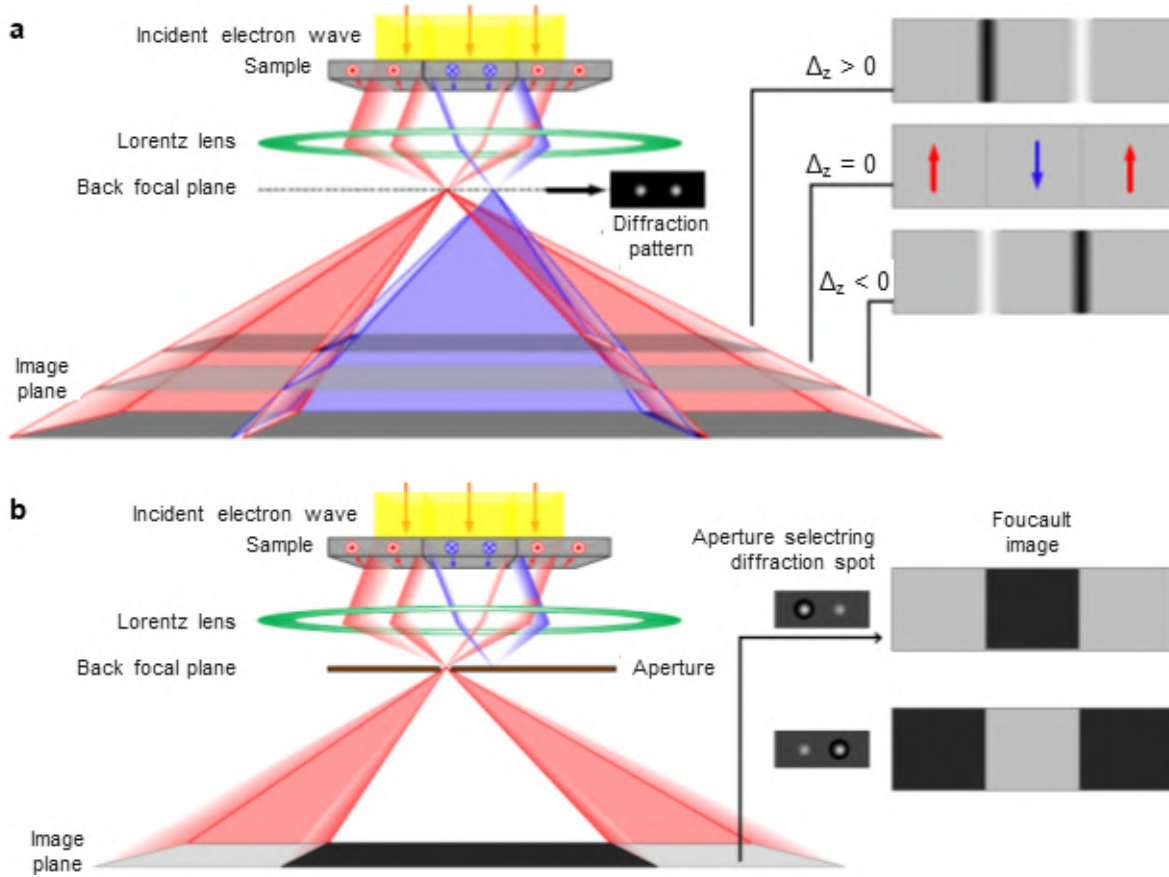 a
Incident electron wave
Sample
Lorentz lens
Back focal plane
Diffraction
pattern
Image
plane
Δz > 0
Δz = 0
Δz < 0
b
Incident electron wave
Sample
Lorentz lens
Back focal plane
Aperture
Image
plane
Aperture selectring
diffraction spot
Foucault
image